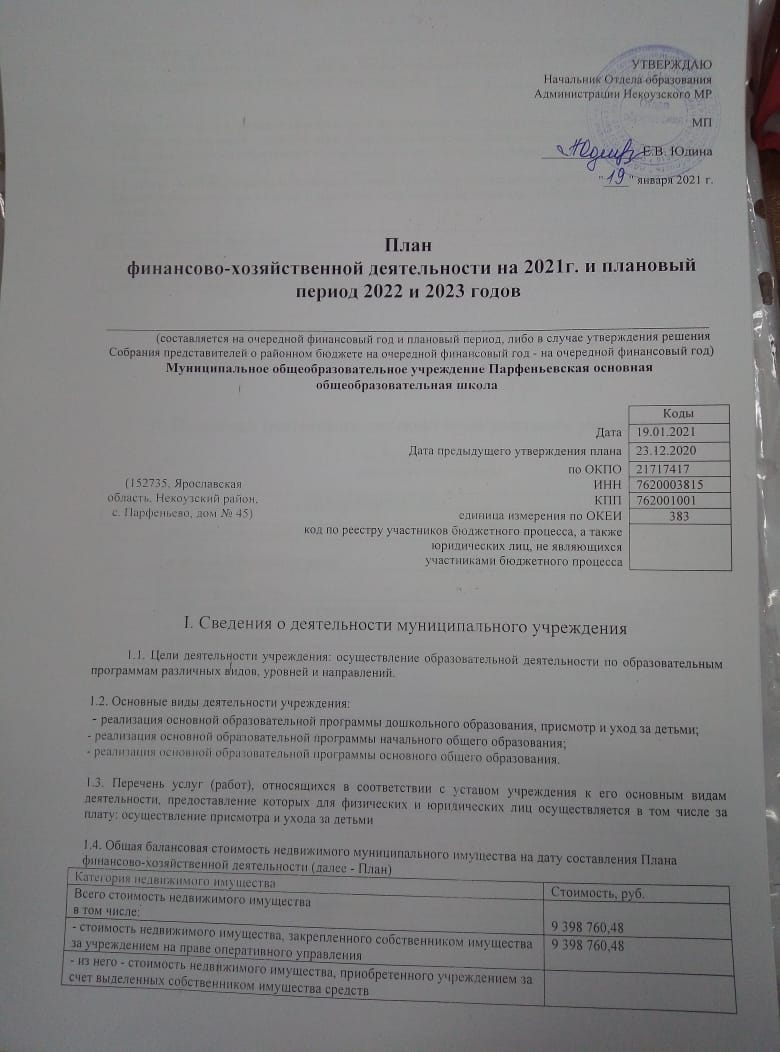 УТВЕРЖДАЮ
Начальник Отдела образования
Администрации Некоузского МР
МП
Е.В. Юдина
"19" января 2021 г.
План
финансово-хозяйственной деятельности на 2021г. и плановый
период 2022 и 2023 годов
(составляется на очередной финансовый год и плановый период, либо в случае утверждения решения
Собрания представителей о районном бюджете на очередной финансовый год - на очередной финансовый год)
Муниципальное общеобразовательное учреждение Парфеньевская основная
общеобразовательная школа
Коды
Дата 19.01.2021
Дата предыдущего утверждения плана 23.12.2020
по ОКПО 21717417
(152735, Ярославская
область, Некоузский район,
с. Парфеньево, дом № 45)
ИНН 7620003815
КПП 762001001
единица измерения по ОКЕИ 383
код по реестру участников бюджетного процесса, а также
юридических лиц, не являющихся
участниками бюджетного процесса
I. Сведения о деятельности муниципального учреждения
1.1. Цели деятельности учреждения: осуществление образовательной деятельности по образовательным
программам различных видов, уровней и направлений.
1.2. Основные виды деятельности учреждения:
- реализация основной образовательной программы дошкольного образования, присмотр и уход за детьми;
- реализация основной образовательной программы начального общего образования;
- реализация основной образовательной программы основного общего образования.
1.3. Перечень услуг (работ), относящихся в соответствии с уставом учреждения к его основным видам
деятельности, предоставление которых для физических и юридических лиц осуществляется в том числе за
плату: осуществление присмотра и ухода за детьми
1.4. Общая балансовая стоимость недвижимого муниципального имущества на дату составления Плана
финансово-хозяйственной деятельности (далее - План)
Категория недвижимого имущества Стоимость, руб.
Всего стоимость недвижимого имущества
в том числе: 9 398 760,48
- стоимость недвижимого имущества, закрепленного собственником имущества 9 398 760,48
за учреждением на праве оперативного управления
- из него - стоимость недвижимого имущества, приобретенного учреждением за
счет выделенных собственником имущества средств